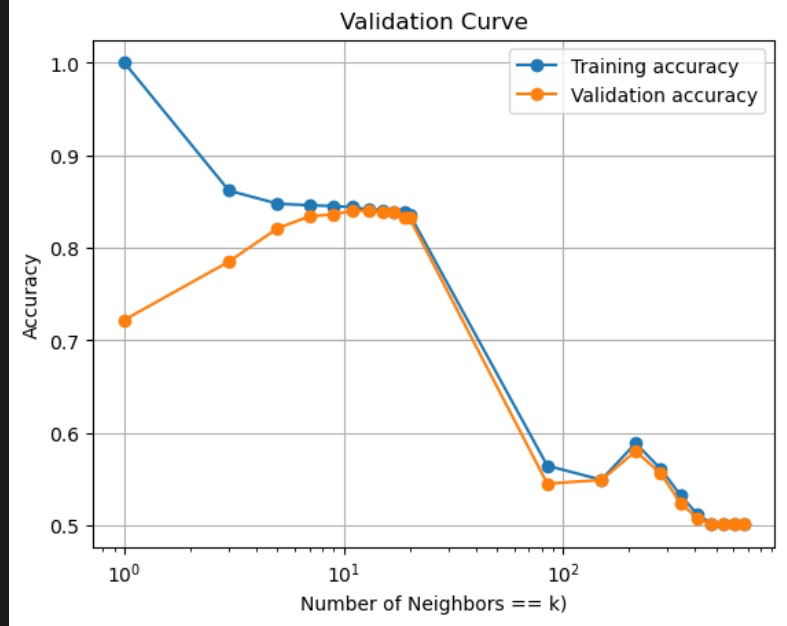 Validation Curve
Training accuracy
Validation accuracy
1.0
0.9
0.8
0.7
0.6
0.5
Accuracy
10⁰
10¹
10²
Number of Neighbors == k)